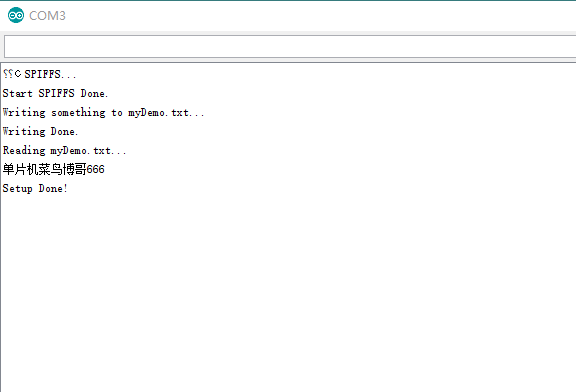 COM3
SPIFFS...
Start SPIFFS Done.
Writing something to myDemo.txt...
Writing Done.
Reading myDemo.txt...
单片机菜鸟博哥666
Setup Done!